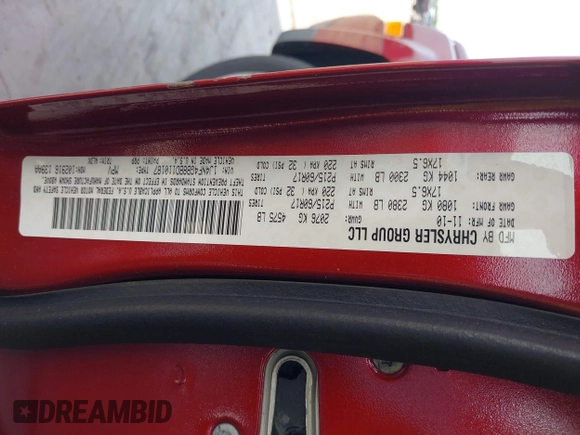 MFD BY CHRYSLER GROUP LLC
DATE OF MFR: 11-10 GVWR: 2076 KG 4575 LB
GAWR FRONT: 1080 KG 2380 LB WITH P215/60R17 TIRES
17X6.5 RIMS AT 220 KPA( 32 PSI) COLD
GAWR REAR: 1044 KG 2300 LB WITH P215/60R17 TIRES
17X6.5 RIMS AT 220 KPA( 32 PSI) COLD
THIS VEHICLE CONFORMS TO ALL APPLICABLE FEDERAL MOTOR VEHICLE SAFETY AND
THEFT PREVENTION STANDARDS IN EFFECT ON THE DATE OF MANUFACTURE SHOWN ABOVE.
TYPE: MPV
VEHICLE MADE IN U.S.A. PAINT: PRP
DREAMBID